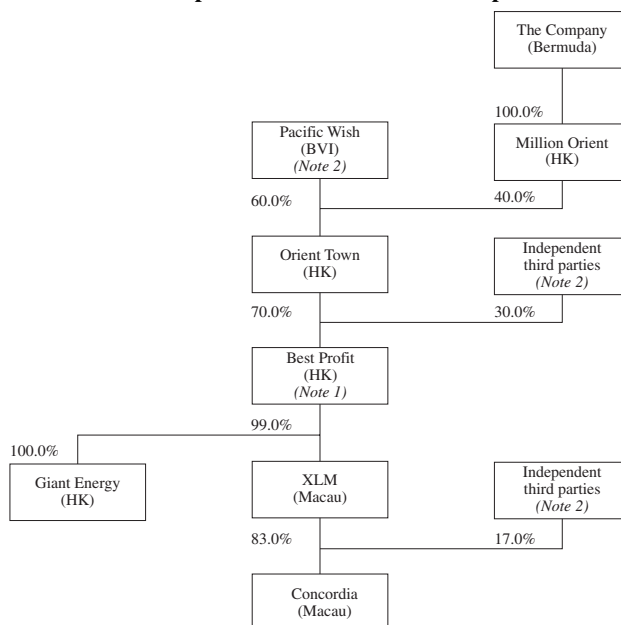 The Company
(Bermuda)
100.0%
Pacific Wish
(BVI)
(Note 2)
Million Orient
(HK)
60.0%
40.0%
Orient Town
(HK)
Independent
third parties
(Note 2)
70.0%
30.0%
Best Profit
(HK)
(Note 1)
99.0%
100.0%
Giant Energy
(HK)
XLM
(Macau)
Independent
third parties
(Note 2)
83.0%
17.0%
Concordia
(Macau)